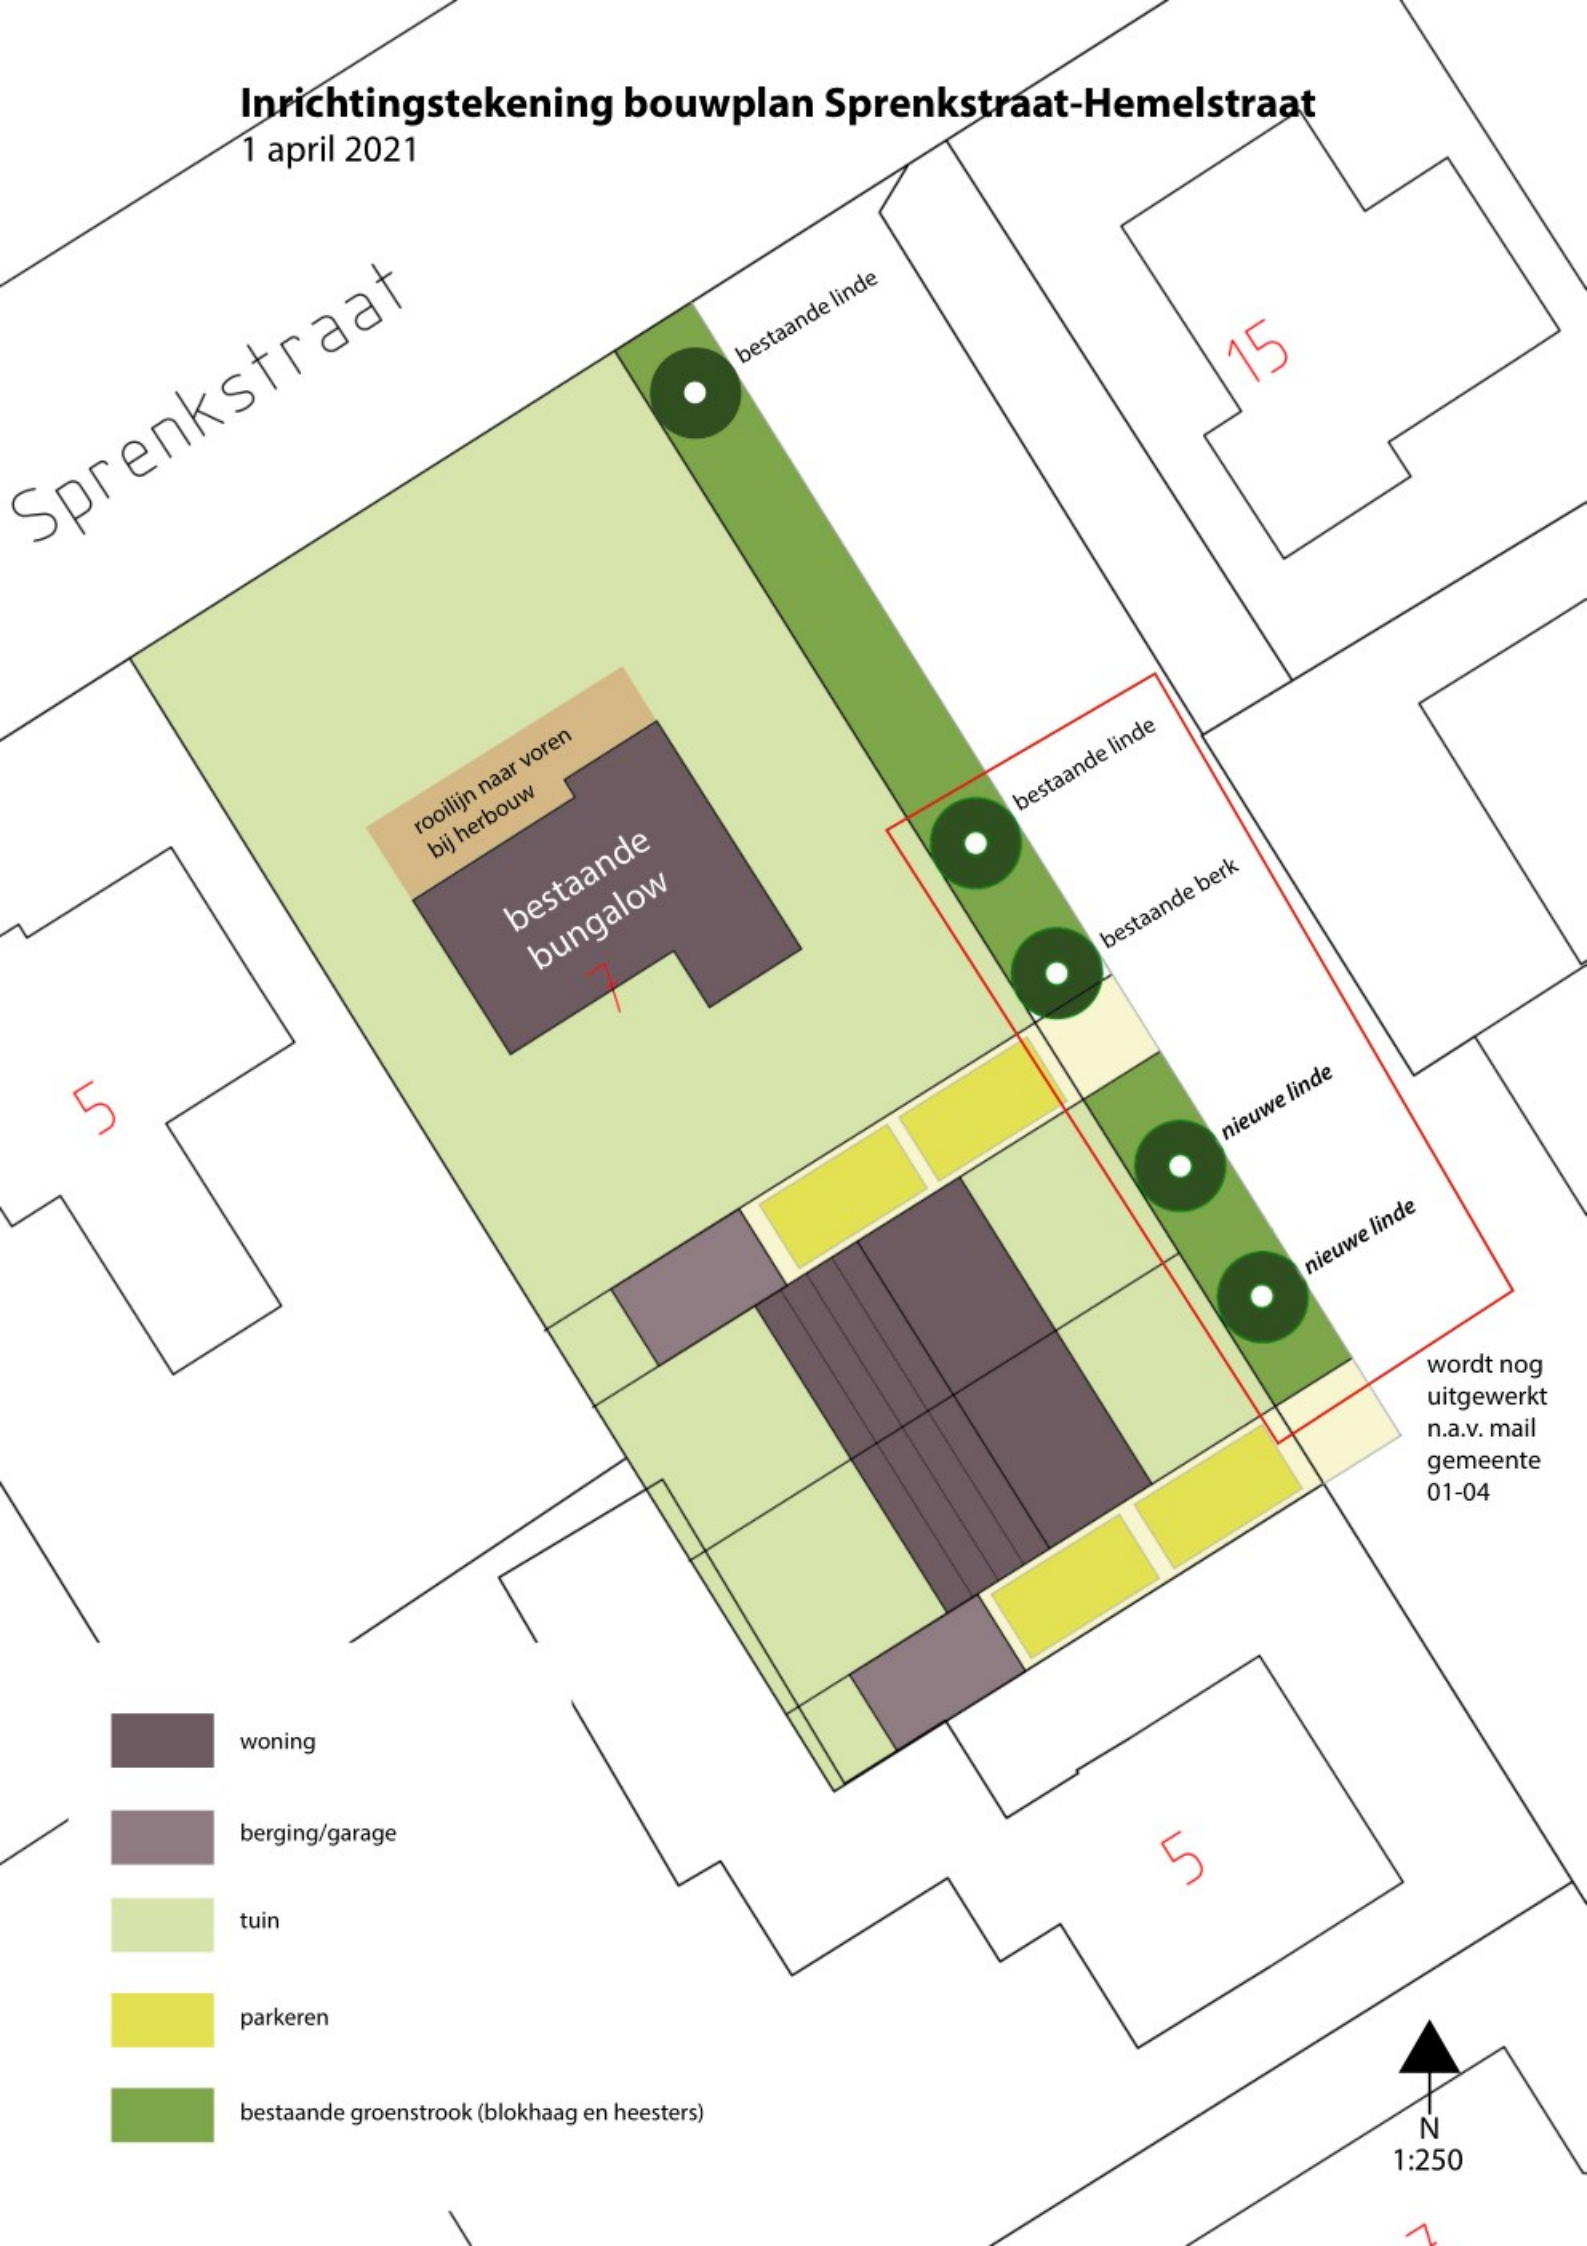 Inrichtingstekening bouwplan Sprenkstraat-Hemelstraat
1 april 2021
Sprenkstraat
bestaande linde
15
rooilijn naar voren
bij herbouw
bestaande
bungalow
7
bestaande linde
bestaande berk
5
nieuwe linde
nieuwe linde
wordt nog
uitgewerkt
n.a.v. mail
gemeente
01-04
woning
berging/garage
tuin
parkeren
bestaande groenstrook (blokhaag en heesters)
5
N
1:250